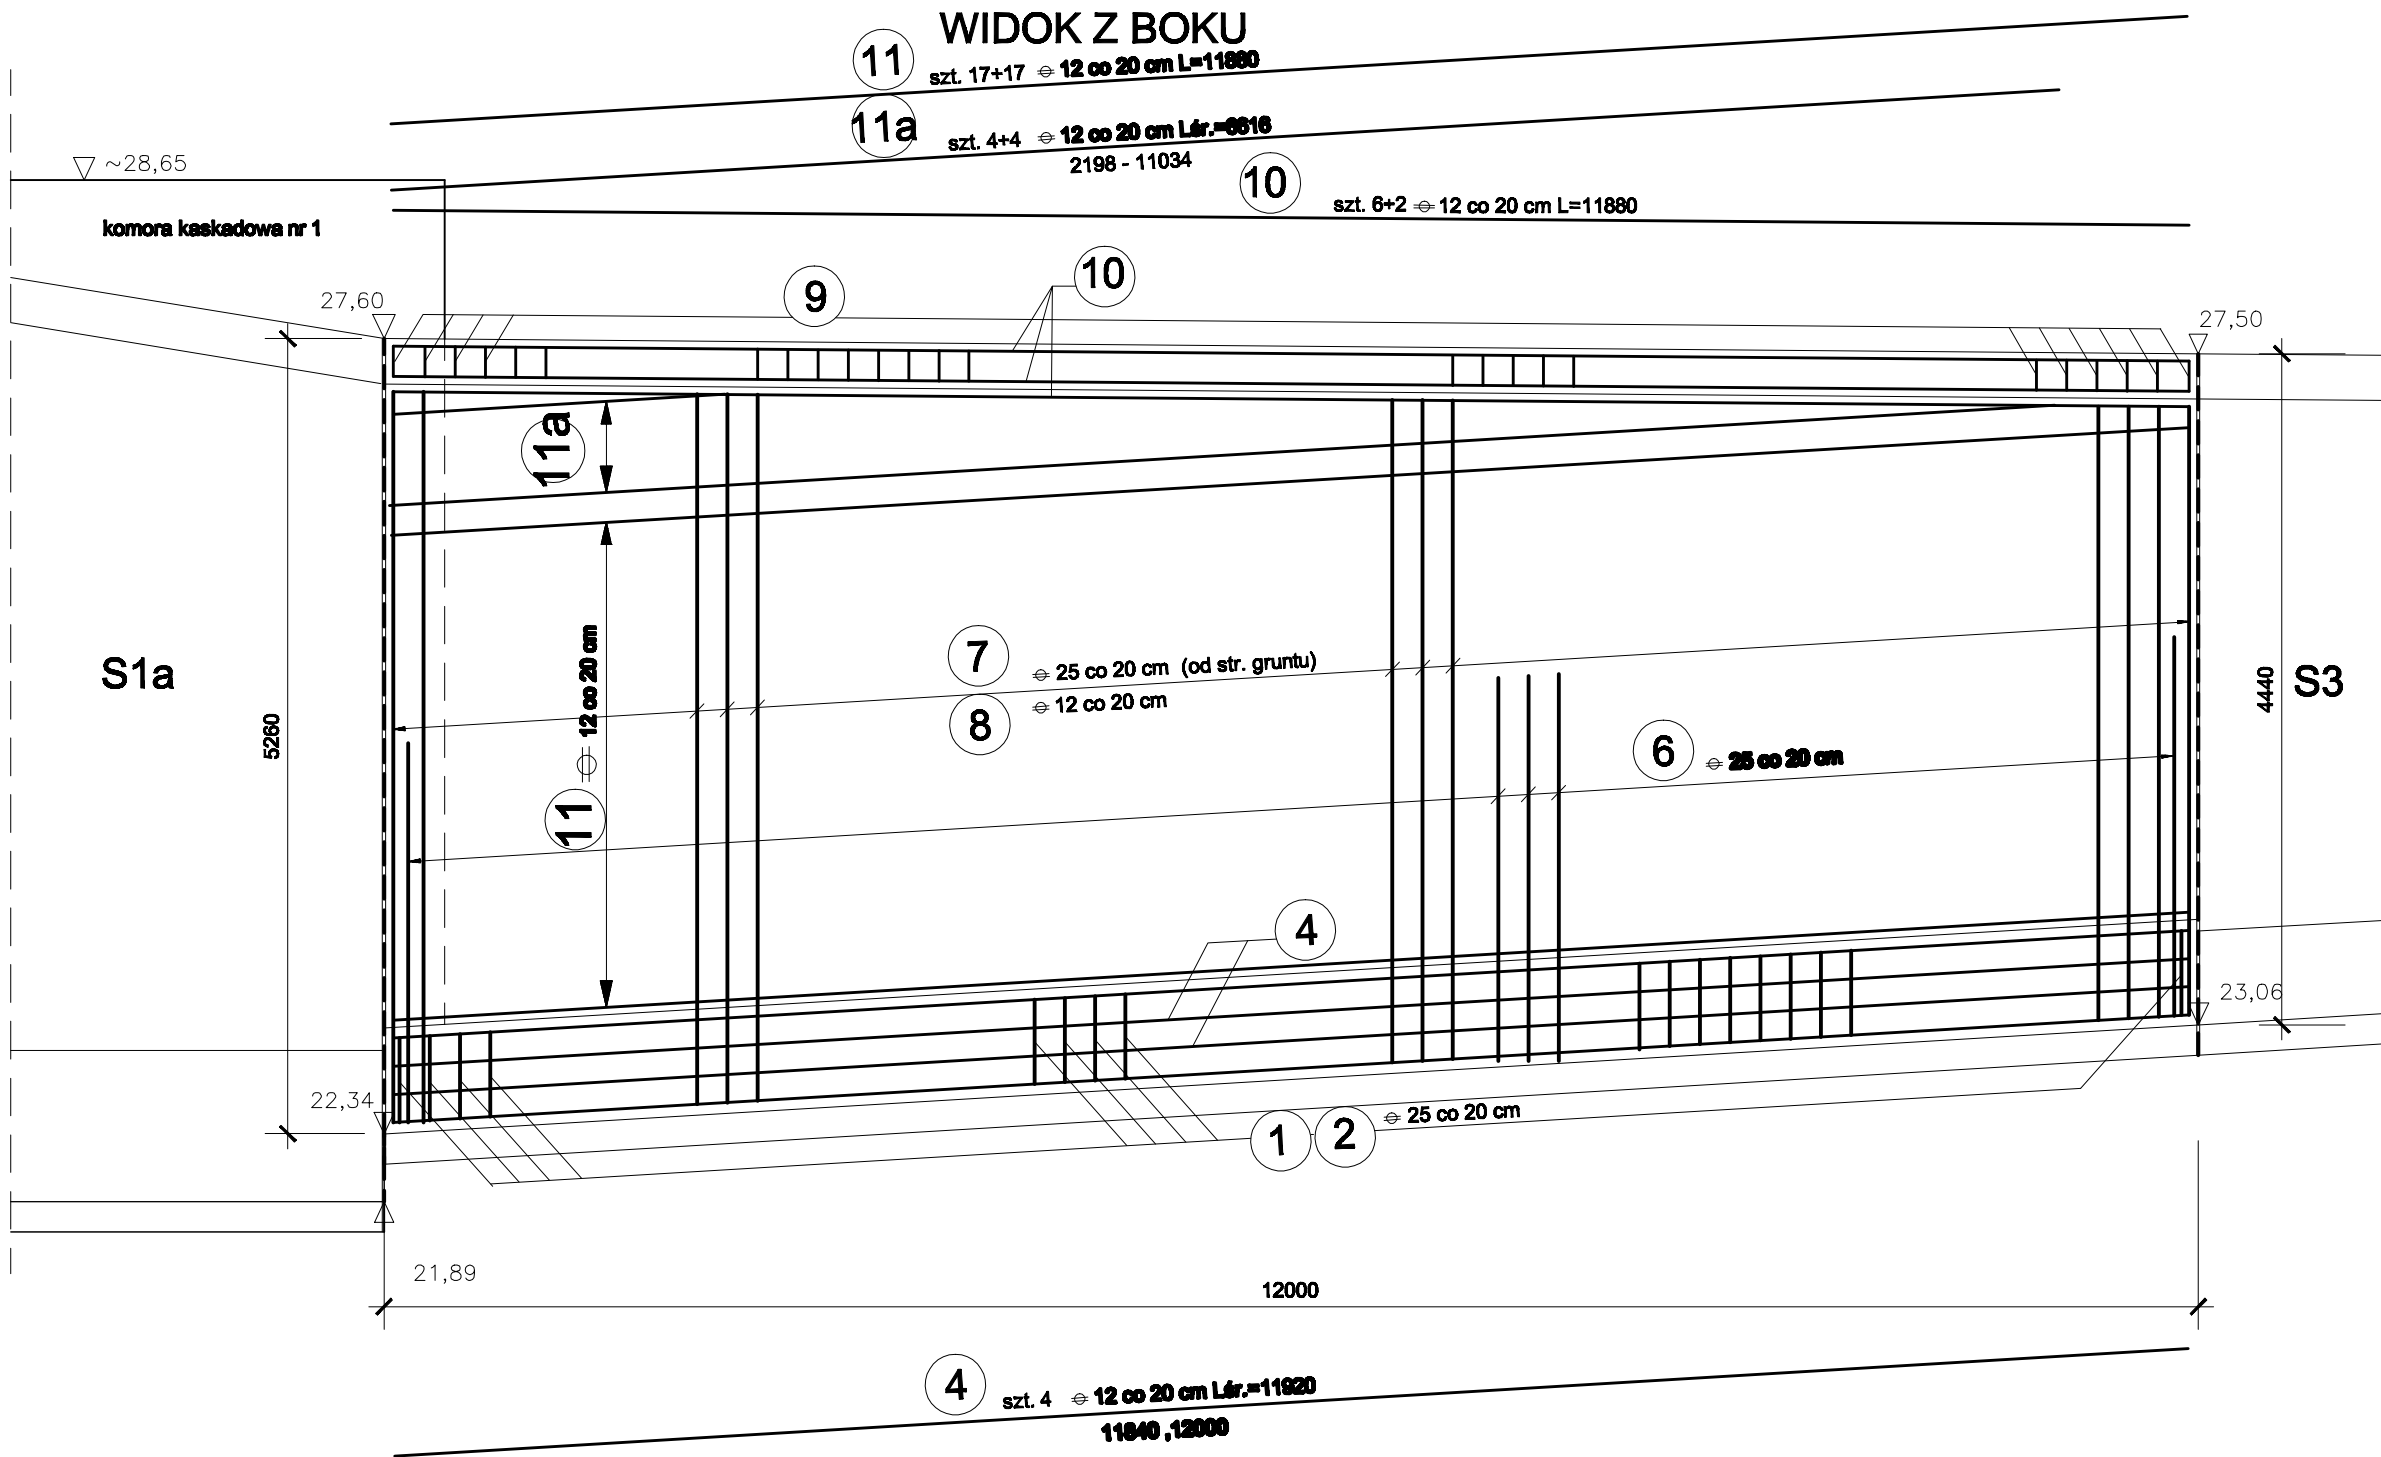 WIDOK Z BOKU
11 szt. 17+17 ⌽ 12 co 20 cm L=11880
11a szt. 4+4 ⌽ 12 co 20 cm Lśr.=6616
2198 - 11034
10 szt. 6+2 ⌽ 12 co 20 cm L=11880
~28,65
komora kaskadowa nr 1
27,60
9
10
27,50
11a
11 ⌽ 12 co 20 cm
S1a
5260
7 ⌽ 25 co 20 cm (od str. gruntu)
8 ⌽ 12 co 20 cm
6 ⌽ 25 co 20 cm
4440
S3
4
23,06
22,34
1 2 ⌽ 25 co 20 cm
21,89
12000
4 szt. 4 ⌽ 12 co 20 cm Lśr.=11920
11840 ,12000